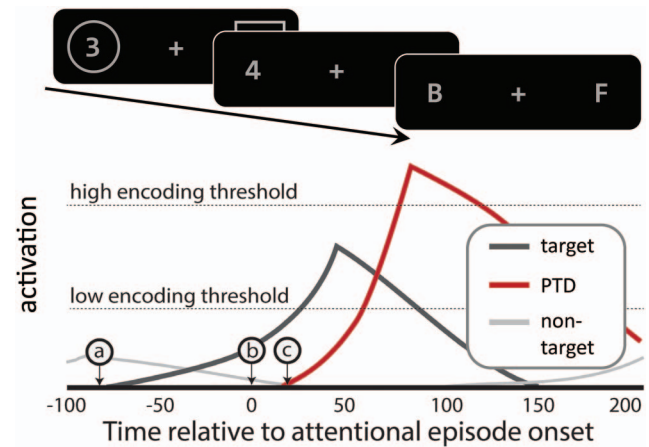 3 +
4 +
B + F
high encoding threshold
low encoding threshold
activation
target
PTD
non-
target
a
b
c
-100 -50 0 50 100 150 200
Time relative to attentional episode onset